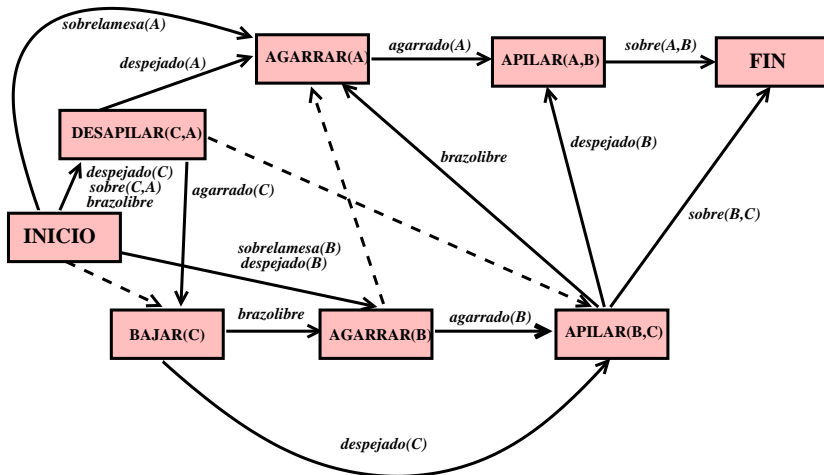 sobrelamesa(A)
AGARRAR(A)
agarrado(A)
APILAR(A,B)
sobre(A,B)
FIN
despejado(A)
DESAPILAR(C,A)
despejado(B)
brazolibre
despejado(C)
sobre(C,A)
brazolibre
agarrado(C)
sobre(B,C)
INICIO
sobrelamesa(B)
despejado(B)
BAJAR(C)
brazolibre
AGARRAR(B)
agarrado(B)
APILAR(B,C)
despejado(C)